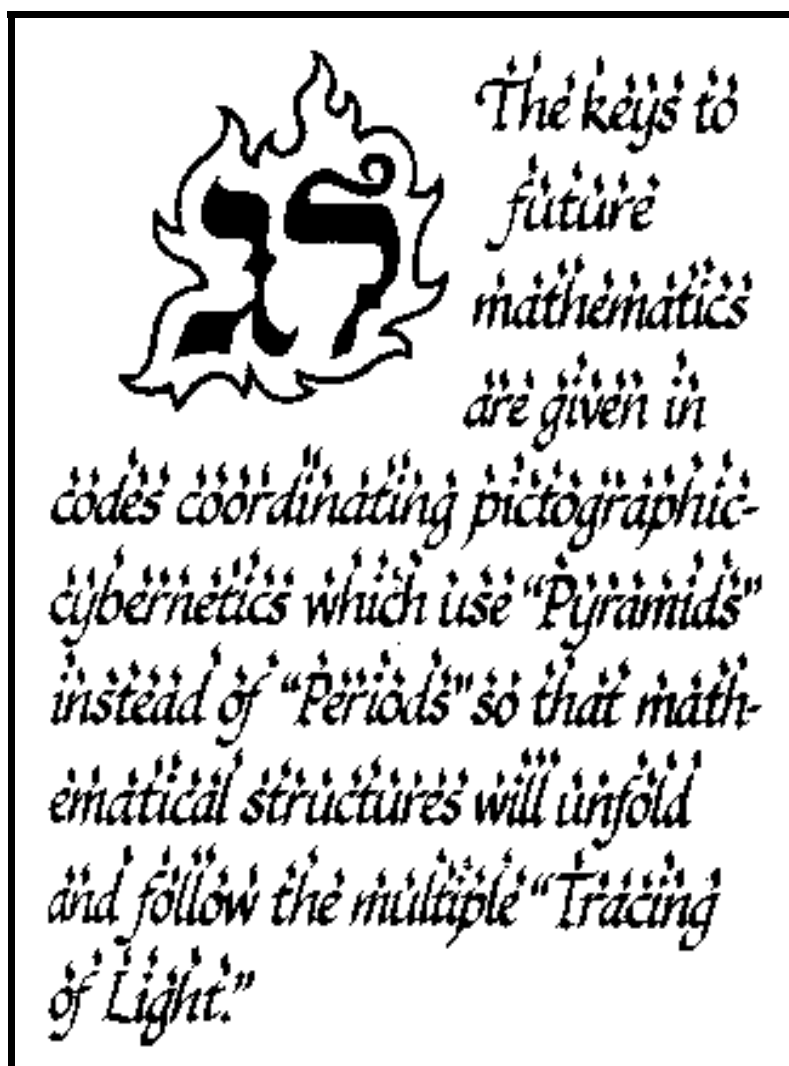 The keys to
future
mathematics
are given in
codes coordinating pictographic-
cybernetics which use “Pyramids”
instead of “Periods” so that math-
ematical structures will unfold
and follow the multiple “Tracing
of Light.”